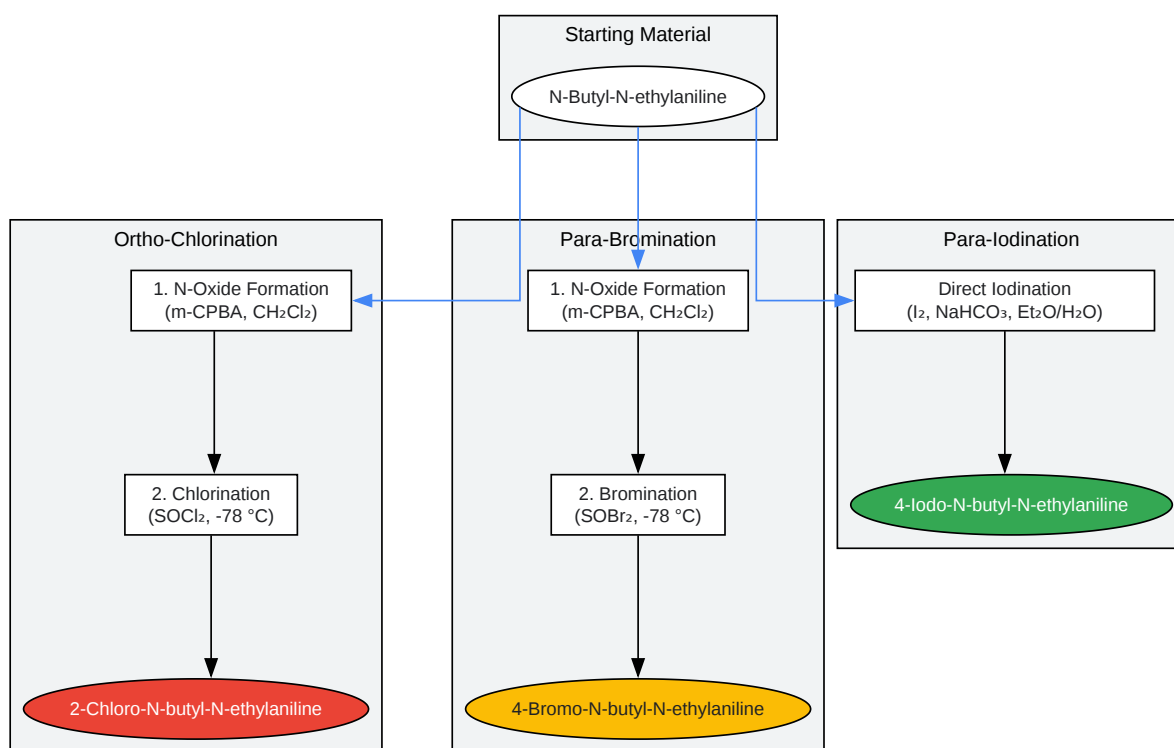 Starting Material
N-Butyl-N-ethylaniline
Ortho-Chlorination
1. N-Oxide Formation
(m-CPBA, CH₂Cl₂)
2. Chlorination
(SOCl₂, -78 °C)
2-Chloro-N-butyl-N-ethylaniline
Para-Bromination
1. N-Oxide Formation
(m-CPBA, CH₂Cl₂)
2. Bromination
(SOBr₂, -78 °C)
4-Bromo-N-butyl-N-ethylaniline
Para-Iodination
Direct Iodination
(I₂, NaHCO₃, Et₂O/H₂O)
4-Iodo-N-butyl-N-ethylaniline